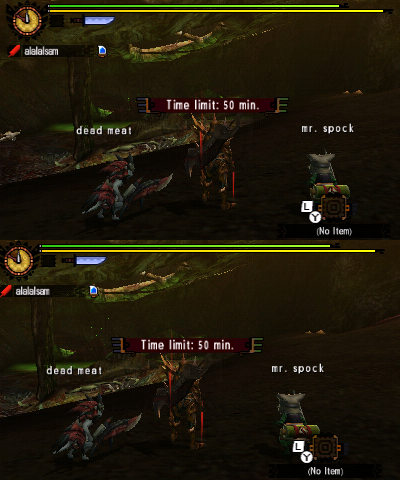 alalalsam
Time limit: 50 min.
dead meat
mr. spock
L
Y
(No Item)
alalalsam
Time limit: 50 min.
dead meat
mr. spock
L
Y
(No Item)